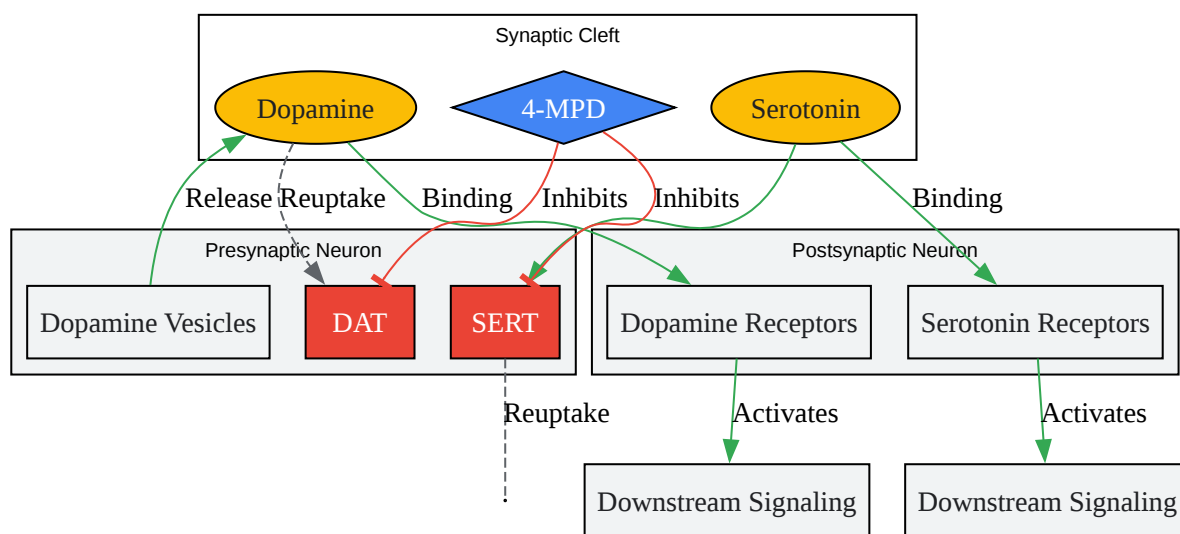 Synaptic Cleft
Dopamine
4-MPD
Serotonin
Release
Reuptake
Binding
Inhibits
Inhibits
Binding
Presynaptic Neuron
Postsynaptic Neuron
Dopamine Vesicles
DAT
SERT
Dopamine Receptors
Serotonin Receptors
Reuptake
Activates
Activates
Downstream Signaling
Downstream Signaling